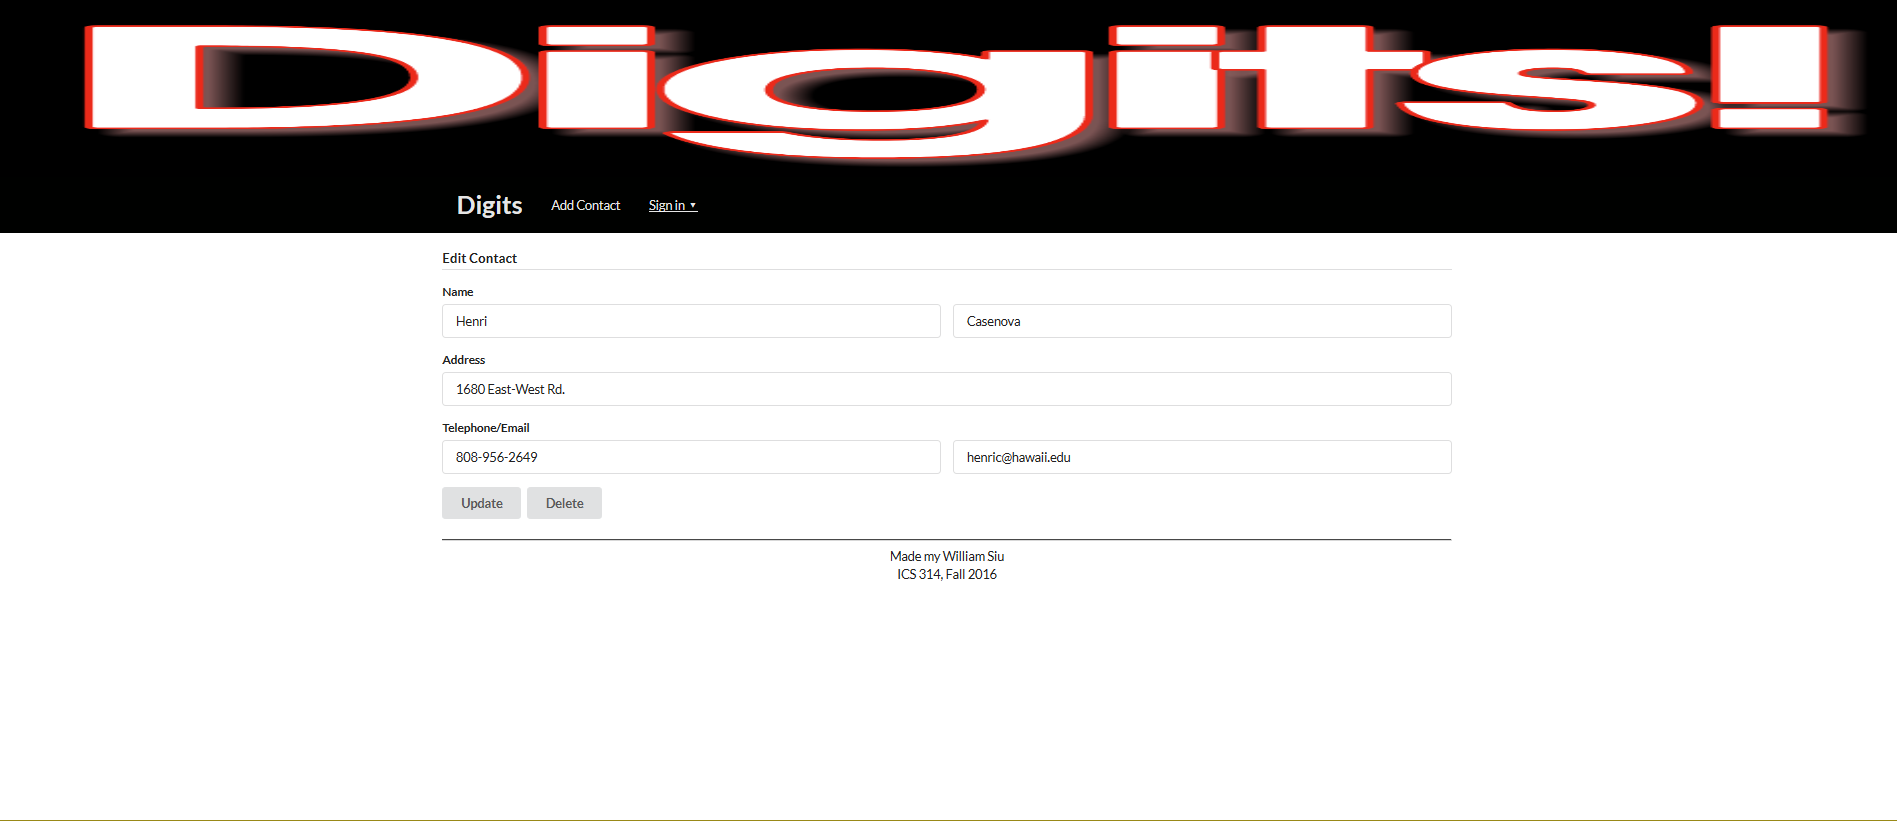 Digits!
Digits Add Contact Sign in
Edit Contact
Name
Henri Casenova
Address
1680 East-West Rd.
Telephone/Email
808-956-2649 henric@hawaii.edu
Update Delete
Made my William Siu
ICS 314, Fall 2016